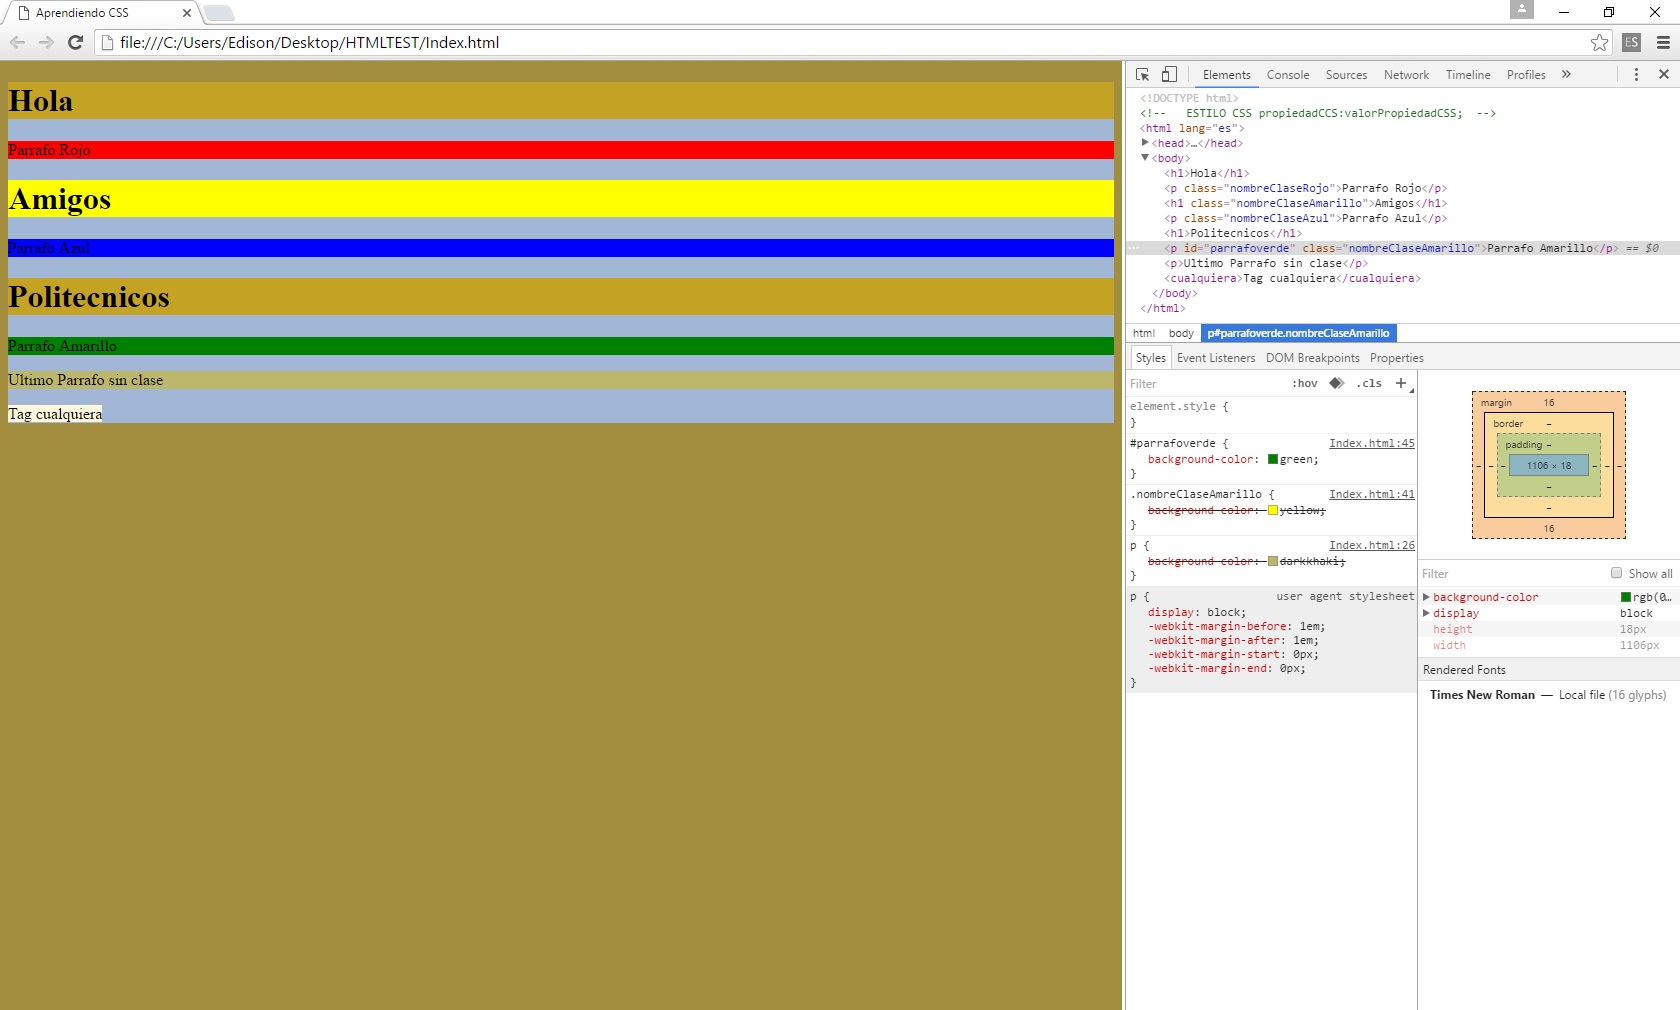 Aprendiendo CSS
file:///C:/Users/Edison/Desktop/HTMLTEST/Index.html
ES
Hola
Parrafo Rojo
Amigos
Parrafo Azul
Politecnicos
Parrafo Amarillo
Ultimo Parrafo sin clase
Tag cualquiera
Elements Console Sources Network Timeline Profiles »
<!DOCTYPE html>
<!-- ESTILO CSS propiedadCCS:valorPropiedadCSS; -->
<html lang="es">
<head>…</head>
<body>
<h1>Hola</h1>
<p class="nombreClaseRojo">Parrafo Rojo</p>
<h1 class="nombreClaseAmarillo">Amigos</h1>
<p class="nombreClaseAzul">Parrafo Azul</p>
<h1>Politecnicos</h1>
<p id="parrafoverde" class="nombreClaseAmarillo">Parrafo Amarillo</p> == $0
<p>Ultimo Parrafo sin clase</p>
<cualquiera>Tag cualquiera</cualquiera>
</body>
</html>
html body p#parrafoverde.nombreClaseAmarillo
Styles Event Listeners DOM Breakpoints Properties
Filter :hov .cls +
element.style {
}
#parrafoverde { Index.html:45
background-color: green;
}
.nombreClaseAmarillo { Index.html:41
background-color: yellow;
}
p { Index.html:26
background-color: darkkhaki;
}
p { user agent stylesheet
display: block;
-webkit-margin-before: 1em;
-webkit-margin-after: 1em;
-webkit-margin-start: 0px;
-webkit-margin-end: 0px;
}
margin 16
border –
padding –
– – – 1106 × 18 – – –
–
–
16
Filter Show all
background-color rgb(0…
display block
height 18px
width 1106px
Rendered Fonts
Times New Roman — Local file (16 glyphs)